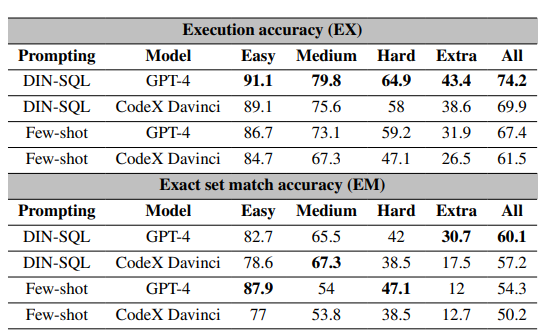 Execution accuracy (EX)
Prompting Model Easy Medium Hard Extra All
DIN-SQL GPT-4 91.1 79.8 64.9 43.4 74.2
DIN-SQL CodeX Davinci 89.1 75.6 58 38.6 69.9
Few-shot GPT-4 86.7 73.1 59.2 31.9 67.4
Few-shot CodeX Davinci 84.7 67.3 47.1 26.5 61.5
Exact set match accuracy (EM)
Prompting Model Easy Medium Hard Extra All
DIN-SQL GPT-4 82.7 65.5 42 30.7 60.1
DIN-SQL CodeX Davinci 78.6 67.3 38.5 17.5 57.2
Few-shot GPT-4 87.9 54 47.1 12 54.3
Few-shot CodeX Davinci 77 53.8 38.5 12.7 50.2